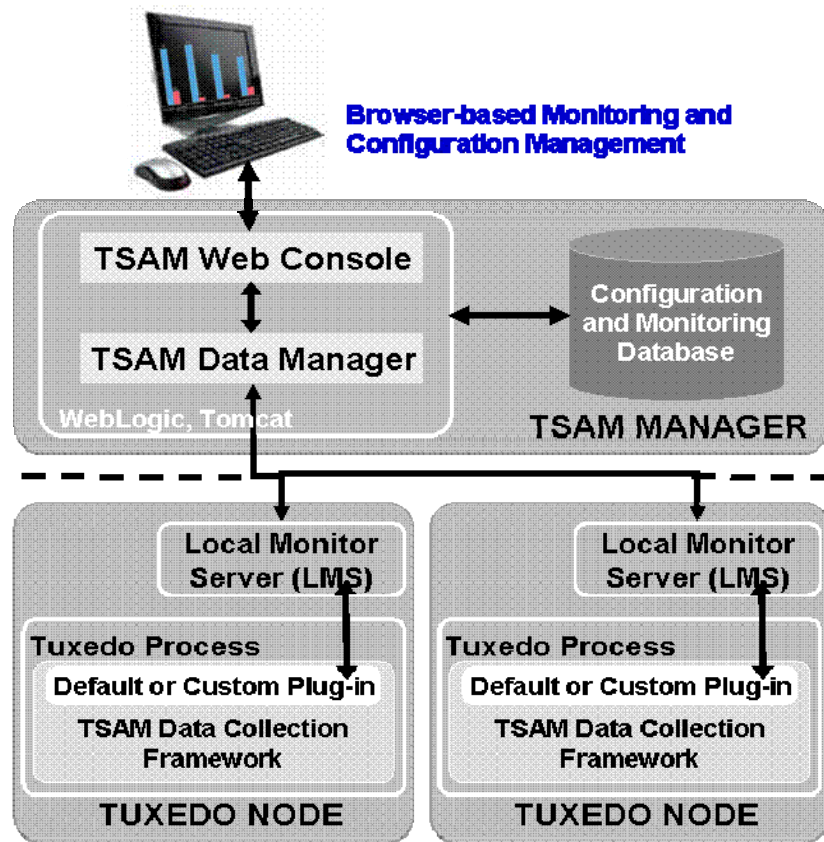 Browser-based Monitoring and
Configuration Management
TSAM Web Console
TSAM Data Manager
WebLogic, Tomcat
Configuration
and Monitoring
Database
TSAM MANAGER
Local Monitor
Server (LMS)
Tuxedo Process
Default or Custom Plug-in
TSAM Data Collection
Framework
TUXEDO NODE
Local Monitor
Server (LMS)
Tuxedo Process
Default or Custom Plug-in
TSAM Data Collection
Framework
TUXEDO NODE